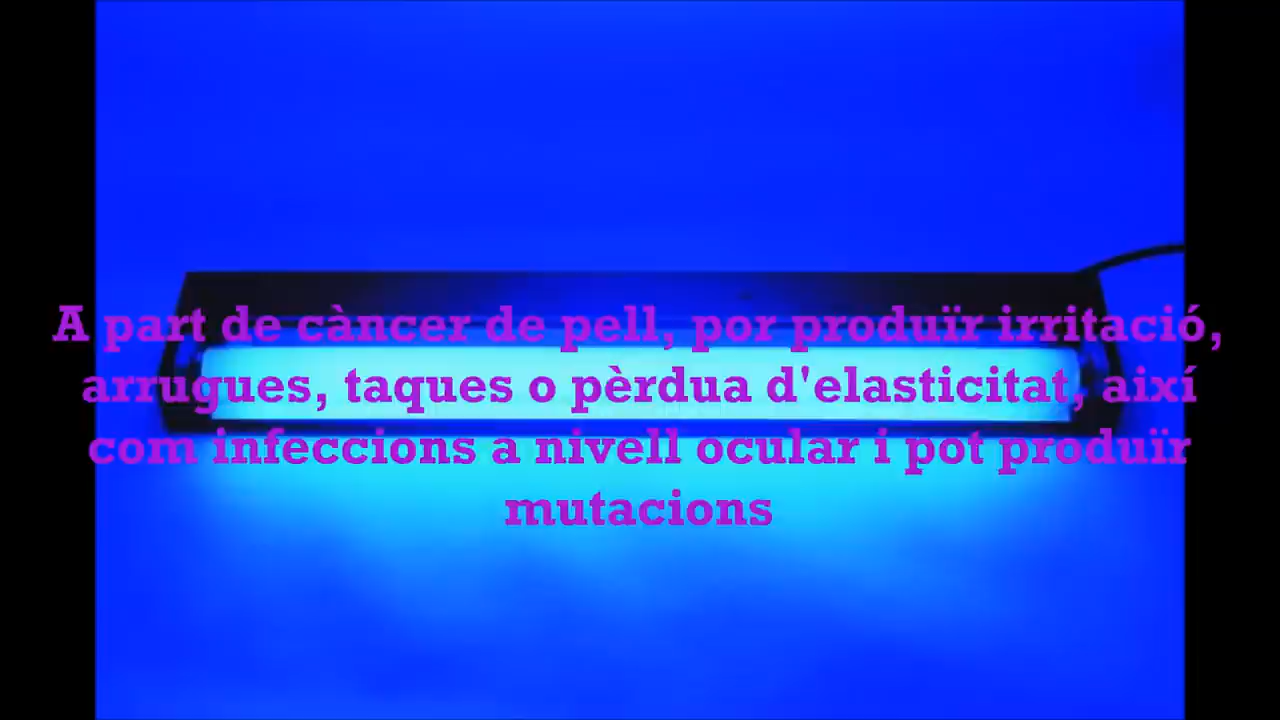 A part de càncer de pell, por produïr irritació,
arrugues, taques o pèrdua d'elasticitat, així
com infeccions a nivell ocular i pot produïr
mutacions